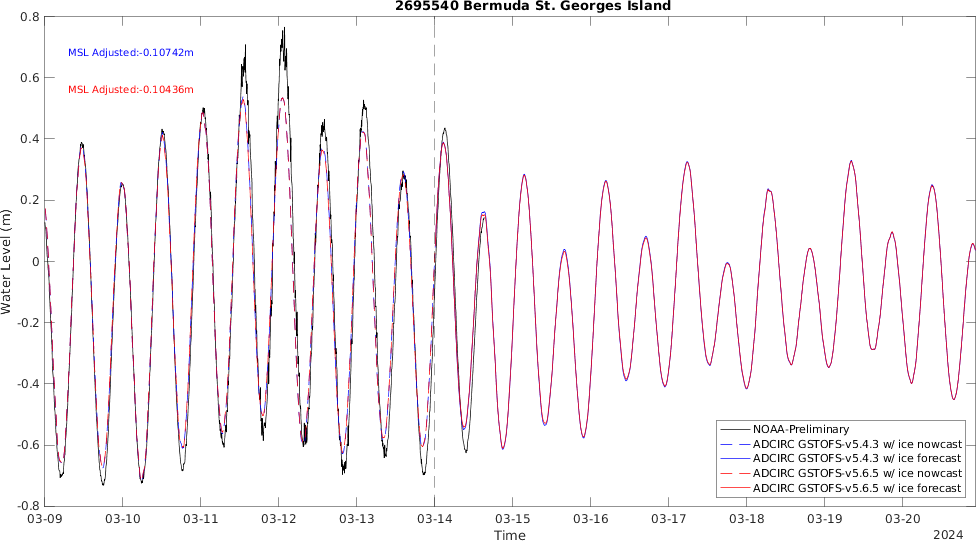 2695540 Bermuda St. Georges Island
MSL Adjusted:-0.10742m
MSL Adjusted:-0.10436m
Water Level (m)
0.8
0.6
0.4
0.2
0
-0.2
-0.4
-0.6
-0.8
NOAA-Preliminary
ADCIRC GSTOFS-v5.4.3 w/ ice nowcast
ADCIRC GSTOFS-v5.4.3 w/ ice forecast
ADCIRC GSTOFS-v5.6.5 w/ ice nowcast
ADCIRC GSTOFS-v5.6.5 w/ ice forecast
03-09 03-10 03-11 03-12 03-13 03-14 03-15 03-16 03-17 03-18 03-19 03-20
Time
2024